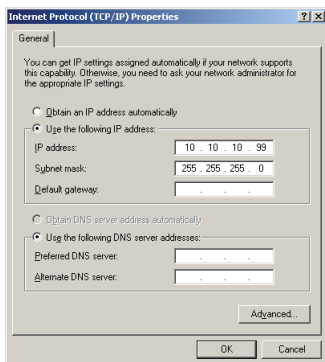 Internet Protocol (TCP/IP) Properties
General
You can get IP settings assigned automatically if your network supports
this capability. Otherwise, you need to ask your network administrator for
the appropriate IP settings.
Obtain an IP address automatically
Use the following IP address:
IP address: 10 . 10 . 10 . 99
Subnet mask: 255 . 255 . 255 . 0
Default gateway: . . .
Obtain DNS server address automatically
Use the following DNS server addresses:
Preferred DNS server: . . .
Alternate DNS server: . . .
Advanced...
OK Cancel